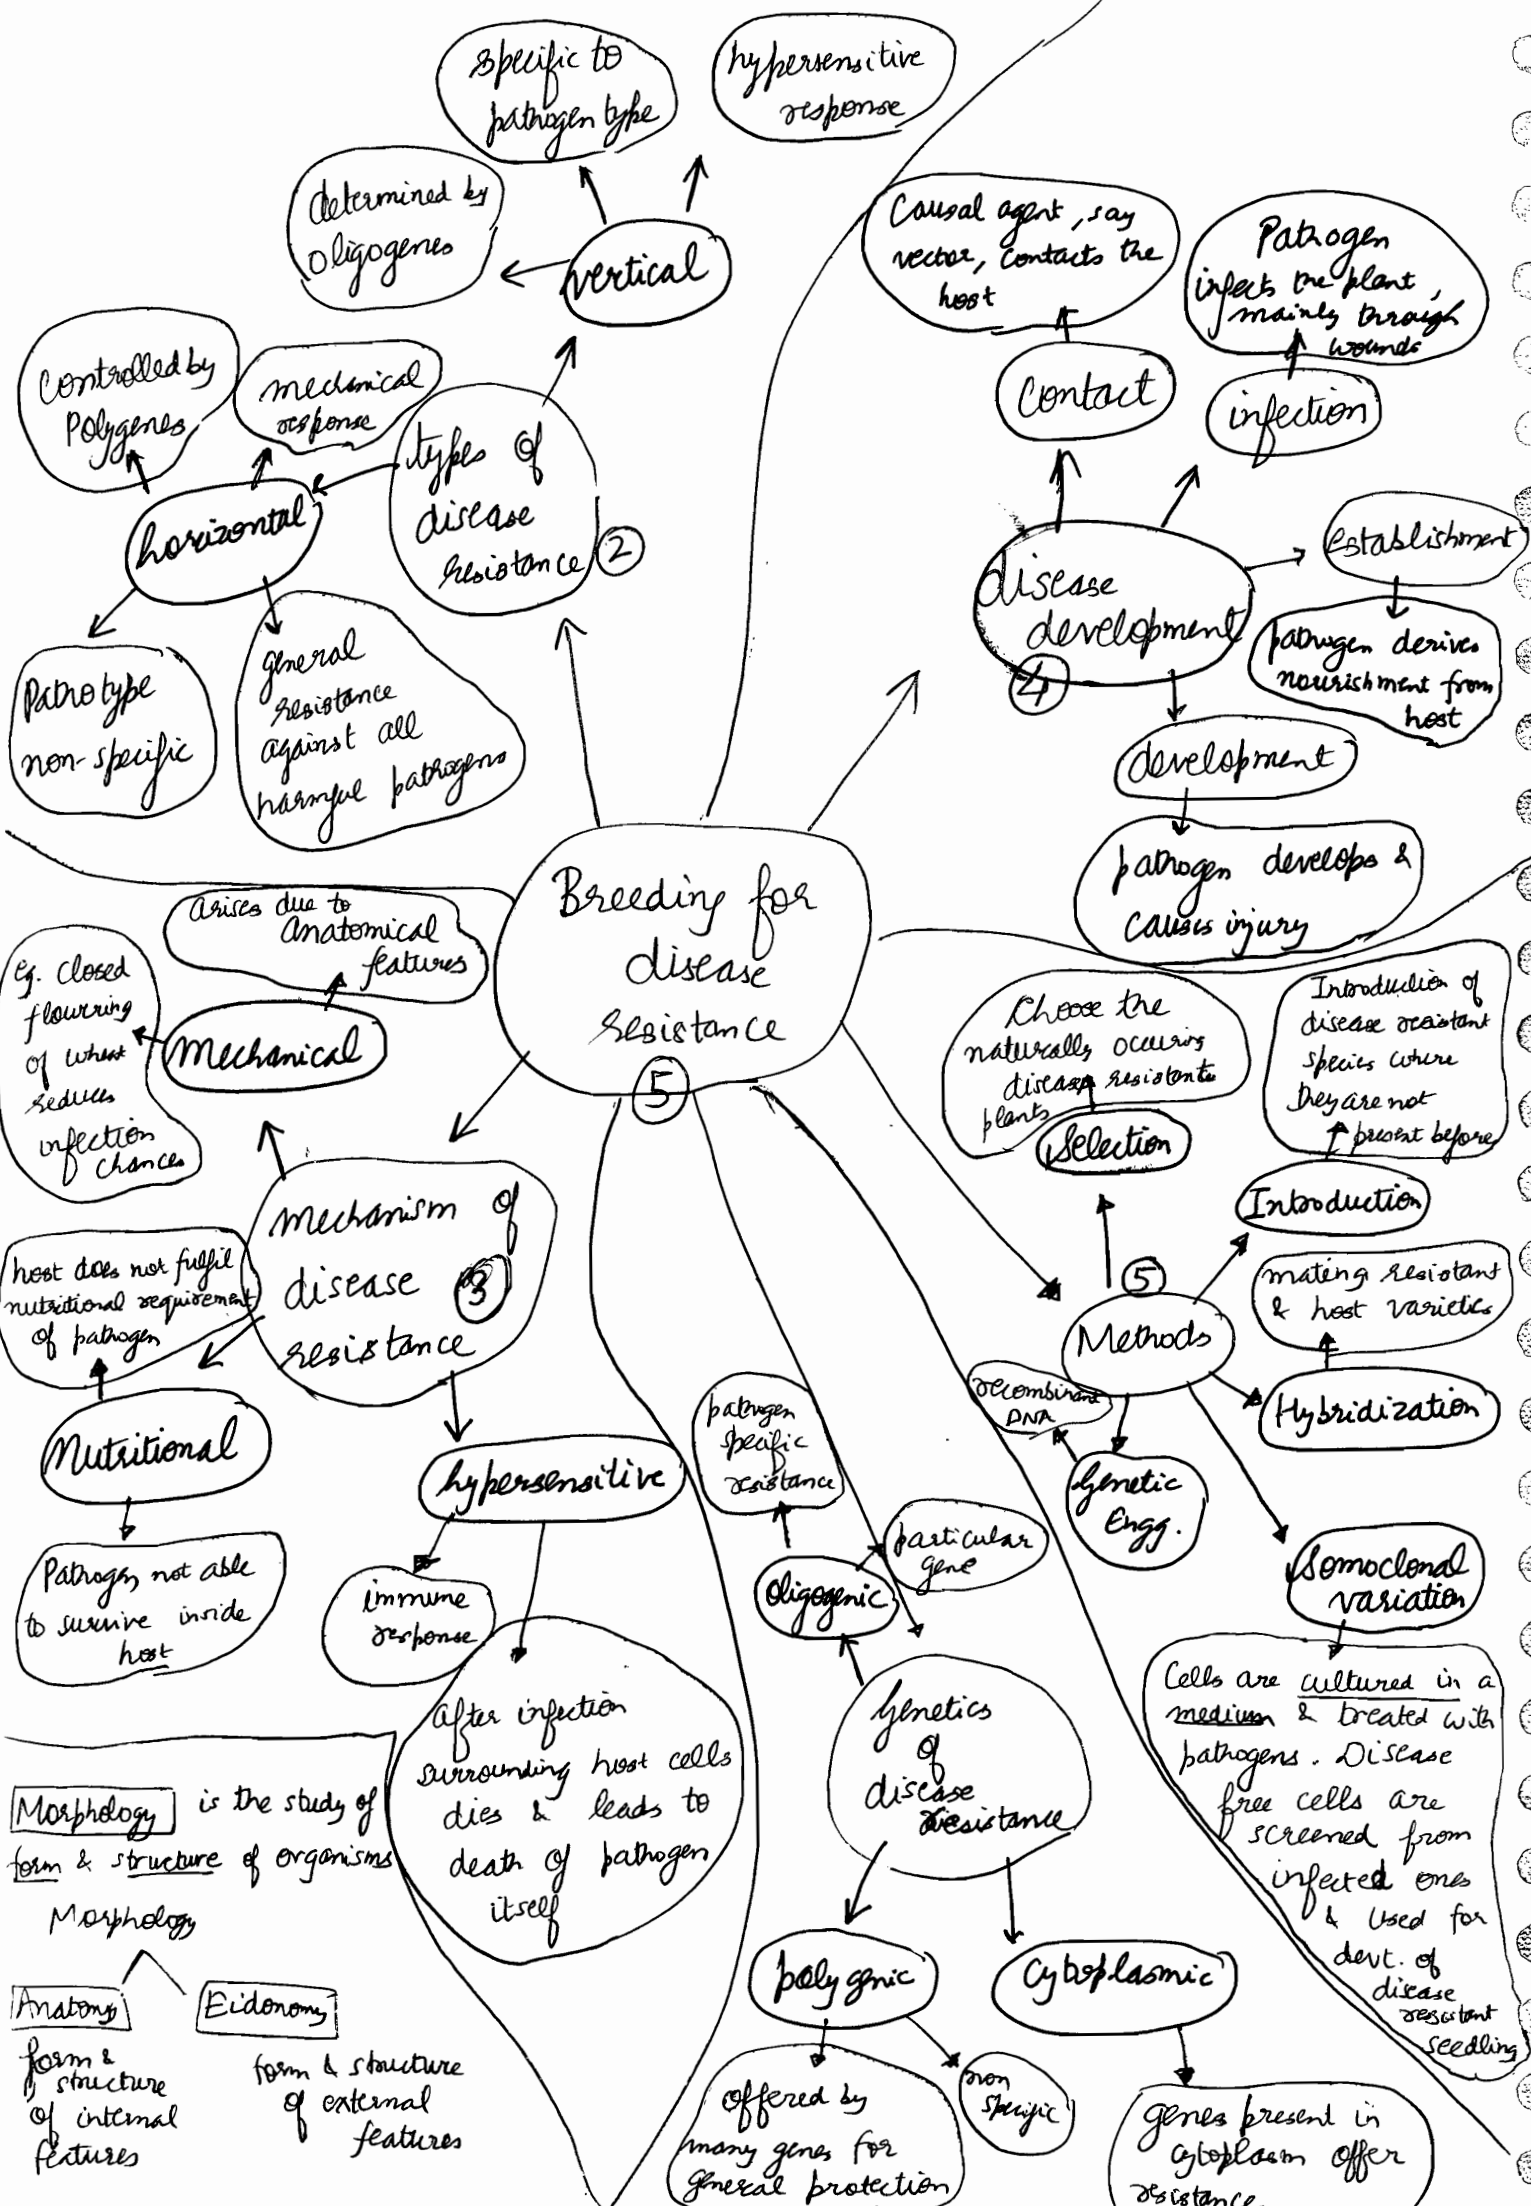 specific to
pathogen type
hypersensitive
response
determined by
oligogenes
vertical
Controlled by
Polygenes
mechanical
response
types of
disease
resistance
2
horizontal
Pathotype
non-specific
general
resistance
against all
harmful pathogens
Causal agent, say
vector, contacts the
host
Pathogen
infects the plant,
mainly through
wounds
Contact
infection
disease
development
4
establishment
pathogen derives
nourishment from
host
development
pathogen develops &
causes injury
Breeding for
disease
resistance
5
arises due to
anatomical
features
eg. closed
flowrring
of wheat
reduces
infection
chances
Mechanical
mechanism of
disease
resistance
3
host does not fulfil
nutritional requirement
of pathogen
Nutritional
Pathogen not able
to survive inside
host
hypersensitive
immune
response
After infection
surrounding host cells
dies & leads to
death of pathogen
itself
Choose the
naturally occuring
disease resistant
plants
Selection
Introduction of
disease resistant
species where
they are not
present before
Introduction
5
Methods
mating resistant
& host varieties
Hybridization
recombinant
DNA
Genetic
Engg.
Somoclonal
variation
Cells are cultured in a
medium & treated with
pathogens. Disease
free cells are
screened from
infected ones
& used for
devt. of
disease
resistant
seedling
pathogen
specific
resistance
particular
gene
oligogenic
Genetics
of
disease
resistance
polygenic
Cytoplasmic
offered by
many genes for
general protection
non
specific
genes present in
cytoplasm offer
resistance
Morphology is the study of
form & structure of organisms
Morphology
Anatomy
Eidonomy
form &
structure
of internal
features
form & structure
of external
features